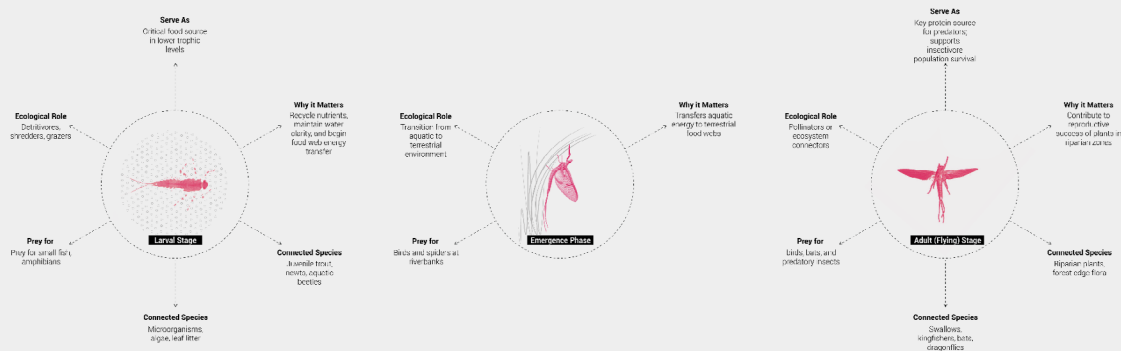 Serve As
Critical food source
in lower trophic
levels
Ecological Role
Detritivores,
shredders, grazers
Why it Matters
Recycle nutrients,
maintain water
clarity, and begin
food web energy
transfer
Larval Stage
Prey for
Prey for small fish,
amphibians
Connected Species
Juvenile trout,
newts, aquatic
beetles
Connected Species
Microorganisms,
algae, leaf litter
Ecological Role
Transition from
aquatic to
terrestrial
environment
Why it Matters
Transfers aquatic
energy to terrestrial
food webs
Emergence Phase
Prey for
Birds and spiders at
riverbanks
Serve As
Key protein source
for predators;
supports
insectivore
population survival
Ecological Role
Pollinators or
ecosystem
connectors
Why it Matters
Contribute to
reproductive
success of plants in
riparian zones
Adult (Flying) Stage
Prey for
birds, bats, and
predatory insects
Connected Species
Riparian plants,
forest edge flora
Connected Species
Swallows,
kingfishers, bats,
dragonflies